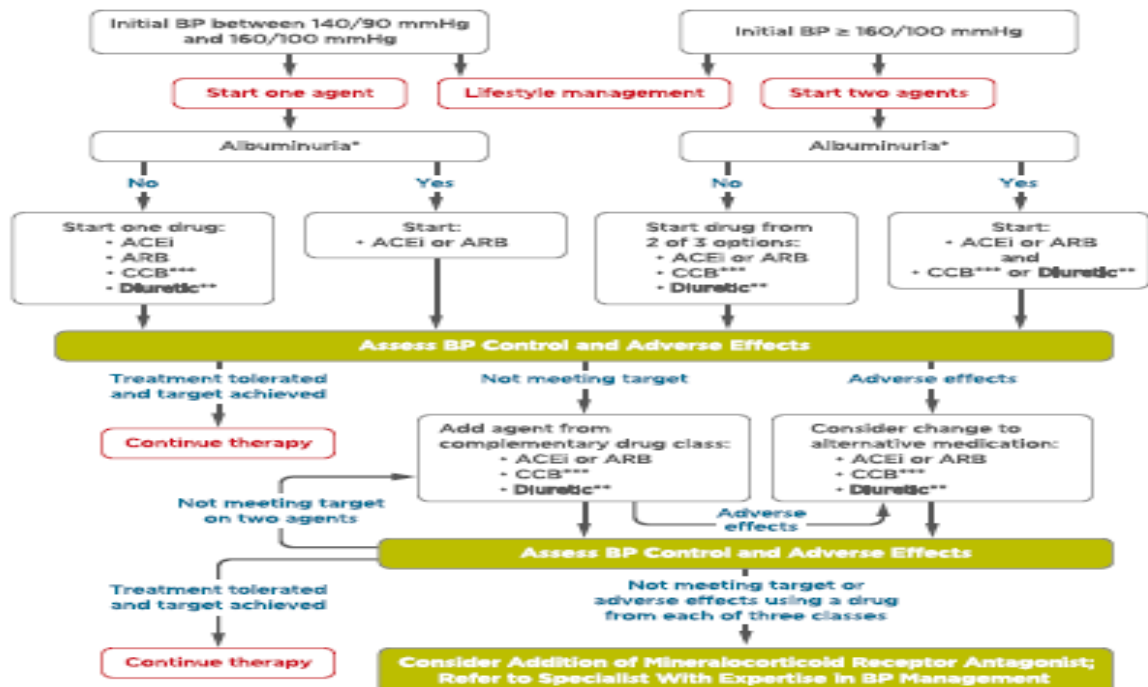 Initial BP between 140/90 mmHg
and 160/100 mmHg
Initial BP ≥ 160/100 mmHg
Start one agent
Lifestyle management
Start two agents
Albuminuria*
Albuminuria*
No
Yes
No
Yes
Start one drug:
• ACEi
• ARB
• CCB***
• Diuretic**
Start:
• ACEi or ARB
Start drug from
2 of 3 options:
• ACEi or ARB
• CCB***
• Diuretic**
Start:
• ACEi or ARB
and
• CCB*** or Diuretic**
Assess BP Control and Adverse Effects
Treatment tolerated
and target achieved
Not meeting target
Adverse effects
Continue therapy
Add agent from
complementary drug class:
• ACEi or ARB
• CCB***
• Diuretic**
Consider change to
alternative medication:
• ACEi or ARB
• CCB***
• Diuretic**
Not meeting target
on two agents
Adverse
effects
Assess BP Control and Adverse Effects
Treatment tolerated
and target achieved
Not meeting target or
adverse effects using a drug
from each of three classes
Continue therapy
Consider Addition of Mineralocorticoid Receptor Antagonist;
Refer to Specialist With Expertise in BP Management